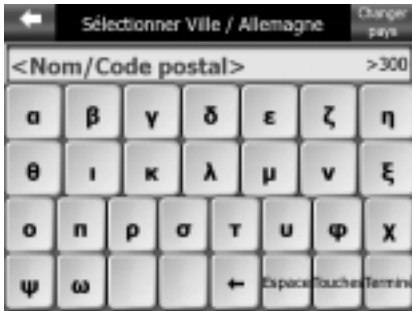 Sélectionner Ville / Allemagne
Changer pays
<Nom/Code postal> >300
α β γ δ ε ζ η
θ ι κ λ μ ν ξ
ο π ρ σ τ υ φ χ
ψ ω ← Espace Touches Terminé